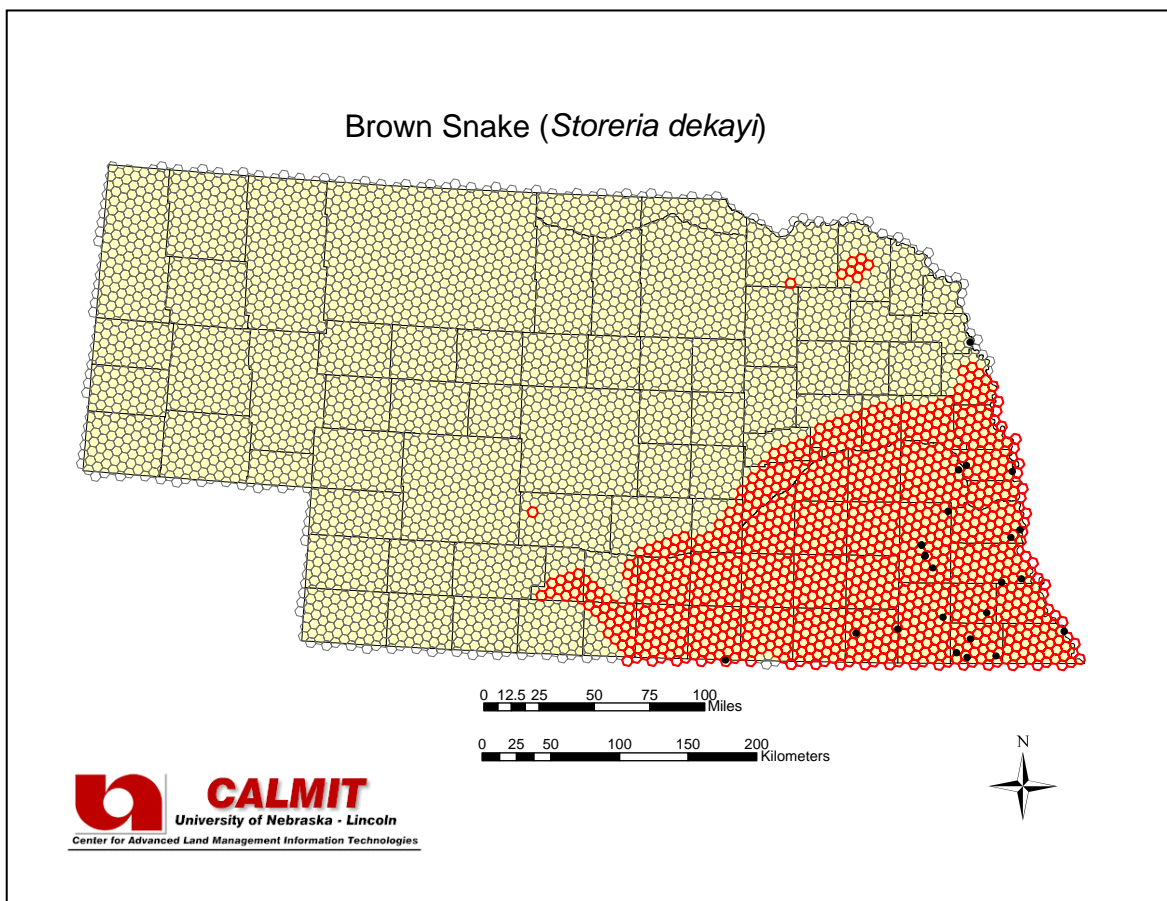 Brown Snake (Storeria dekayi)
0 12.5 25 50 75 100
Miles
0 25 50 100 150 200
Kilometers
N
CALMIT
University of Nebraska - Lincoln
Center for Advanced Land Management Information Technologies